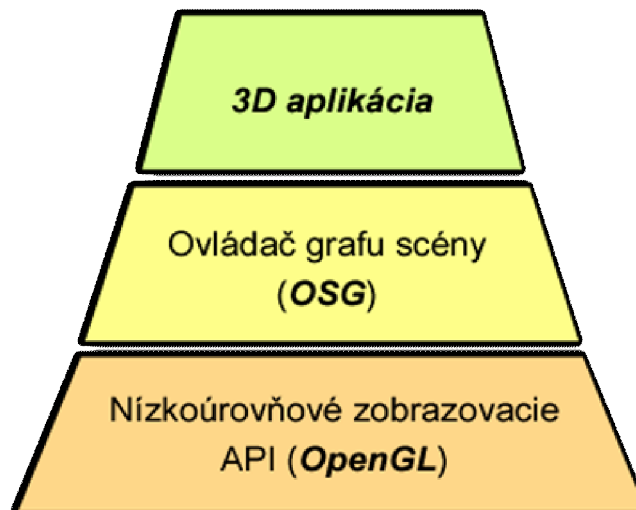 3D aplikácia
Ovládač grafu scény
(OSG)
Nízkoúrovňové zobrazovacie
API (OpenGL)